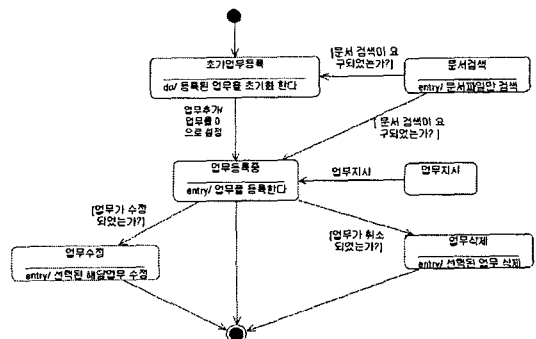 [문서 검색이 요
구되었는가?]
초기업무등록
do/ 등록된 업무를 초기화 한다
문서검색
entry/ 문서파일만 검색
업무추가/
업무를 0
으로 설정
[ 문서 검색이 요
구되었는가? ]
업무등록중
entry/ 업무를 등록한다
업무지시
업무지시
[업무가 수정
되었는가?]
[업무가 취소
되었는가?]
업무수정
entry/ 선택된 해당업무 수정
업무삭제
entry/ 선택된 업무 삭제